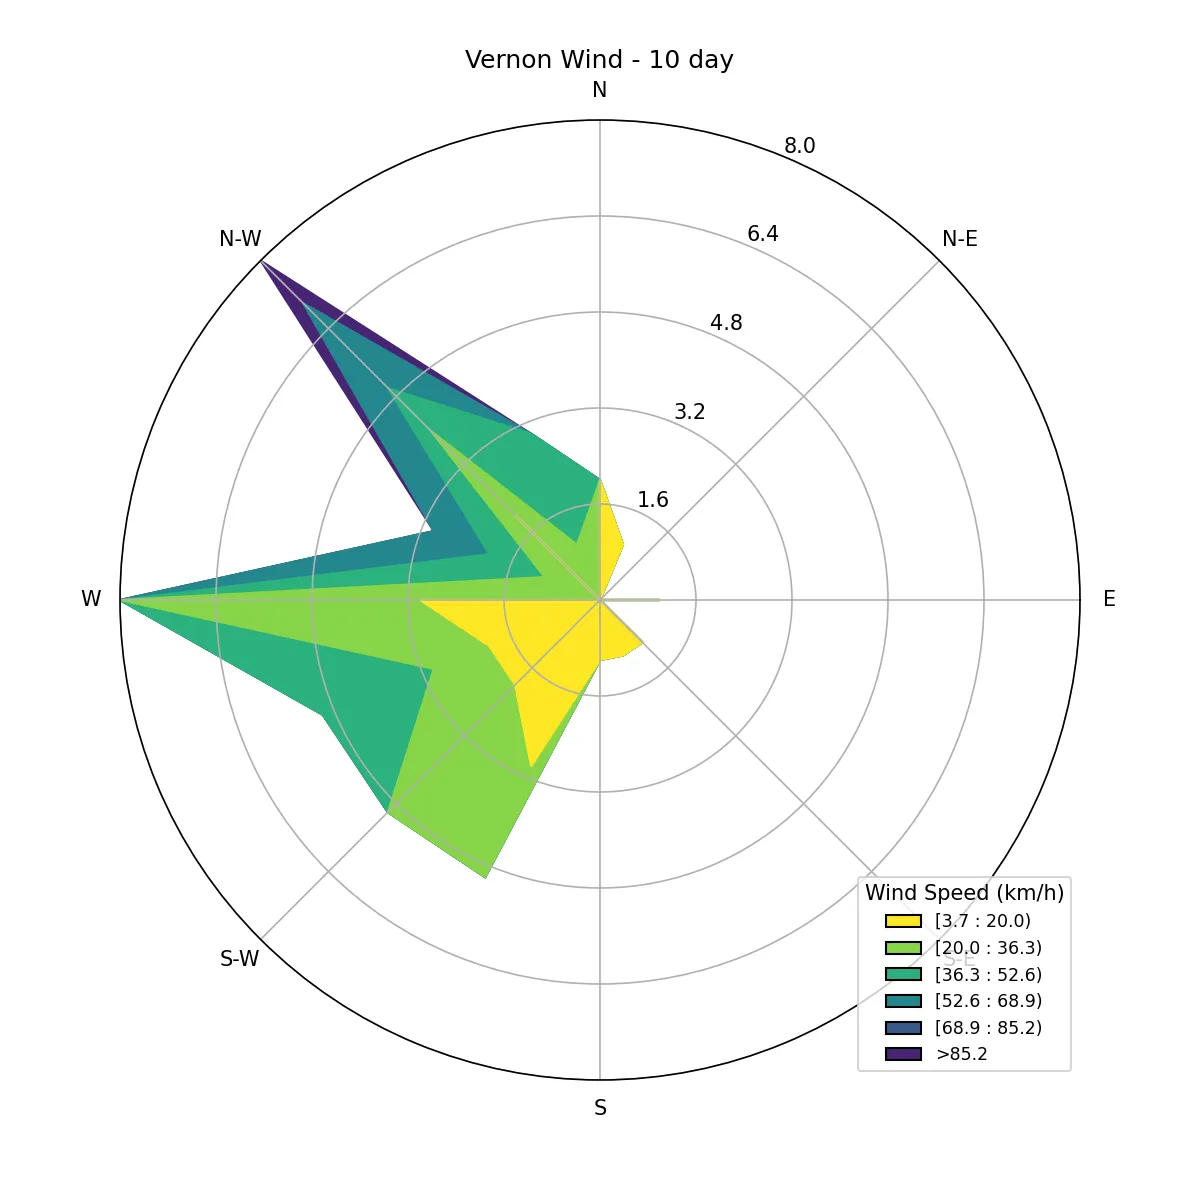 Vernon Wind - 10 day
N
8.0
N-W
6.4
N-E
4.8
3.2
1.6
W
E
S-W
S-E
S
Wind Speed (km/h)
[3.7 : 20.0)
[20.0 : 36.3)
[36.3 : 52.6)
[52.6 : 68.9)
[68.9 : 85.2)
>85.2